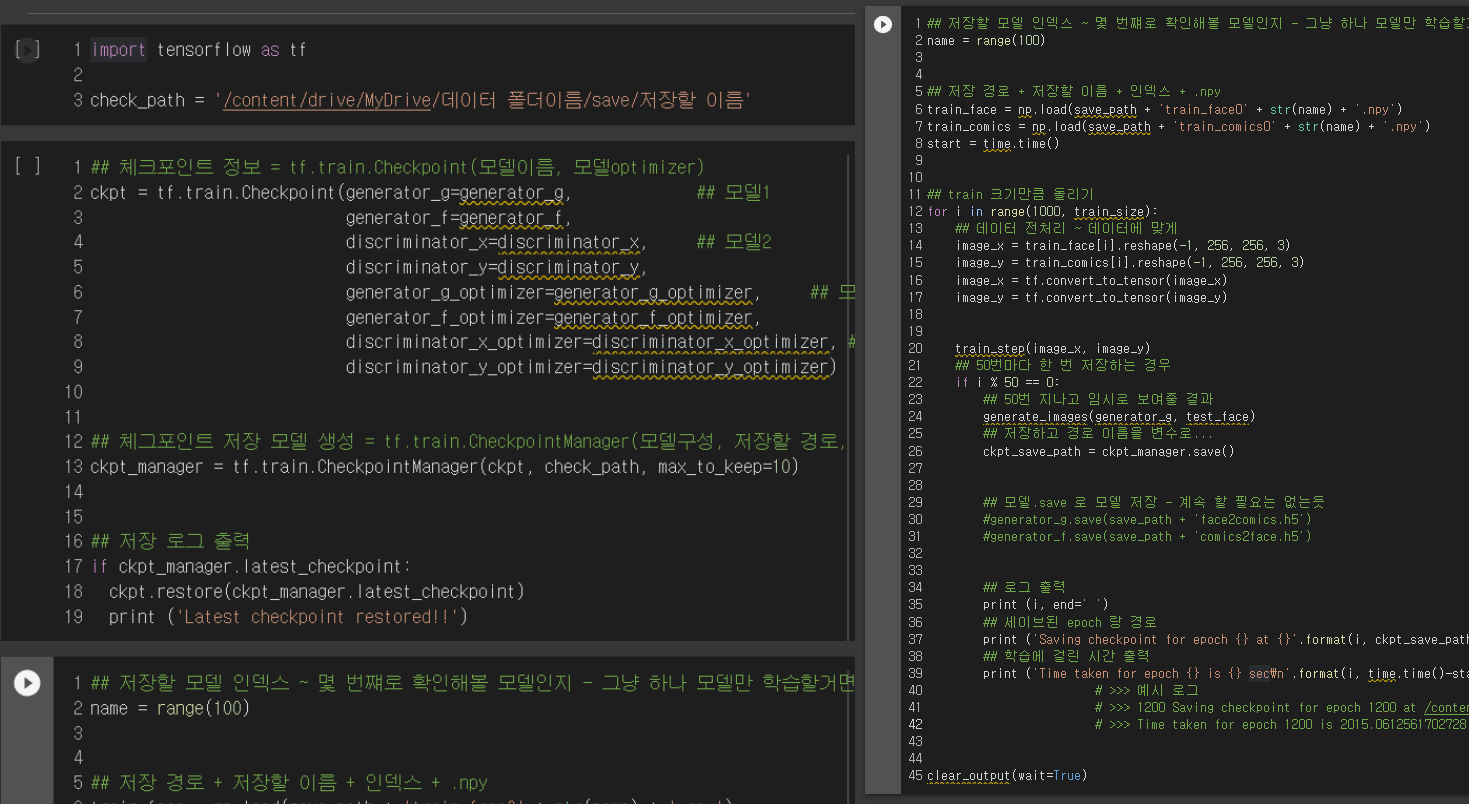 [ ] 1 import tensorflow as tf
2
3 check_path = '/content/drive/MyDrive/데이터 폴더이름/save/저장할 이름'
[ ] 1 ## 체크포인트 정보 = tf.train.Checkpoint(모델이름, 모델optimizer)
2 ckpt = tf.train.Checkpoint(generator_g=generator_g, ## 모델1
3 generator_f=generator_f,
4 discriminator_x=discriminator_x, ## 모델2
5 discriminator_y=discriminator_y,
6 generator_g_optimizer=generator_g_optimizer, ## 모
7 generator_f_optimizer=generator_f_optimizer,
8 discriminator_x_optimizer=discriminator_x_optimizer, #
9 discriminator_y_optimizer=discriminator_y_optimizer)
10
11
12 ## 체그포인트 저장 모델 생성 = tf.train.CheckpointManager(모델구성, 저장할 경로,
13 ckpt_manager = tf.train.CheckpointManager(ckpt, check_path, max_to_keep=10)
14
15
16 ## 저장 로그 출력
17 if ckpt_manager.latest_checkpoint:
18 ckpt.restore(ckpt_manager.latest_checkpoint)
19 print ('Latest checkpoint restored!!')
1 ## 저장할 모델 인덱스 ~ 몇 번째로 확인해볼 모델인지 - 그냥 하나 모델만 학습할거면
2 name = range(100)
3
4
5 ## 저장 경로 + 저장할 이름 + 인덱스 + .npy
1 ## 저장할 모델 인덱스 ~ 몇 번째로 확인해볼 모델인지 - 그냥 하나 모델만 학습할
2 name = range(100)
3
4
5 ## 저장 경로 + 저장할 이름 + 인덱스 + .npy
6 train_face = np.load(save_path + 'train_face0' + str(name) + '.npy')
7 train_comics = np.load(save_path + 'train_comics0' + str(name) + '.npy')
8 start = time.time()
9
10
11 ## train 크기만큼 돌리기
12 for i in range(1000, train_size):
13 ## 데이터 전처리 ~ 데이터에 맞게
14 image_x = train_face[i].reshape(-1, 256, 256, 3)
15 image_y = train_comics[i].reshape(-1, 256, 256, 3)
16 image_x = tf.convert_to_tensor(image_x)
17 image_y = tf.convert_to_tensor(image_y)
18
19
20 train_step(image_x, image_y)
21 ## 50번마다 한 번 저장하는 경우
22 if i % 50 == 0:
23 ## 50번 지나고 임시로 보여줄 결과
24 generate_images(generator_g, test_face)
25 ## 저장하고 경로 이름을 변수로...
26 ckpt_save_path = ckpt_manager.save()
27
28
29 ## 모델.save 로 모델 저장 - 계속 할 필요는 없는듯
30 #generator_g.save(save_path + 'face2comics.h5')
31 #generator_f.save(save_path + 'comics2face.h5')
32
33
34 ## 로그 출력
35 print (i, end=' ')
36 ## 세이브된 epoch 랑 경로
37 print ('Saving checkpoint for epoch {} at {}'.format(i, ckpt_save_path
38 ## 학습에 걸린 시간 출력
39 print ('Time taken for epoch {} is {} sec\n'.format(i, time.time()-sta
40 # >>> 예시 로그
41 # >>> 1200 Saving checkpoint for epoch 1200 at /conten
42 # >>> Time taken for epoch 1200 is 2015.0612561702728
43
44
45 clear_output(wait=True)